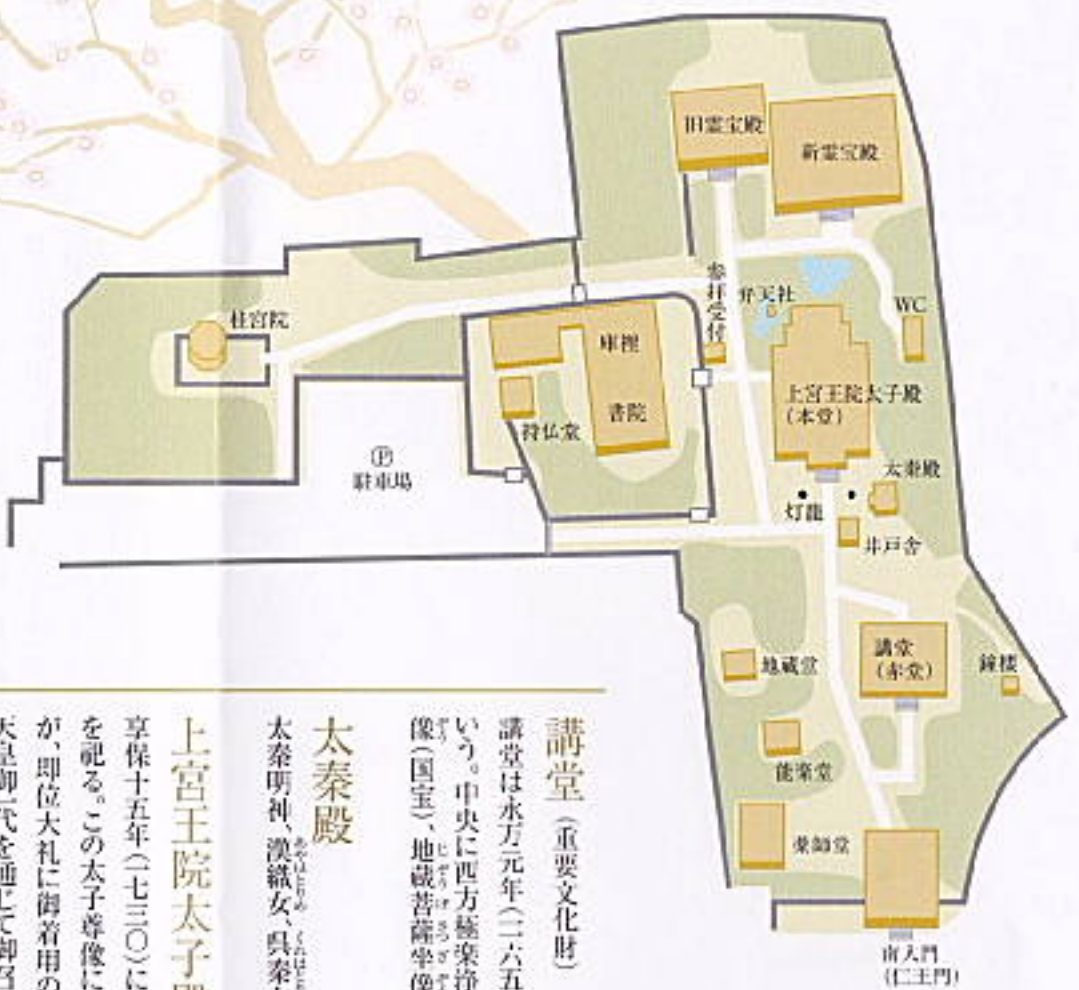 旧霊宝殿
新霊宝殿
参拝受付
弁天社
WC
桂宮院
庫裡
書院
持仏堂
上宮王院太子殿
(本堂)
Ⓟ
駐車場
太秦殿
灯籠
井戸舎
地蔵堂
講堂
(赤堂)
鐘楼
能楽堂
薬師堂
南大門
(仁王門)
講堂(重要文化財)
講堂は永万元年(一一六五
いう。中央に西方極楽浄
像(国宝)、地蔵菩薩坐像
太秦殿
太秦明神、漢織女、呉秦
上宮王院太子殿
享保十五年(一七三〇)に
を祀る。この太子尊像に
が、即位大礼に御着用の
天皇御一代を通じて御召